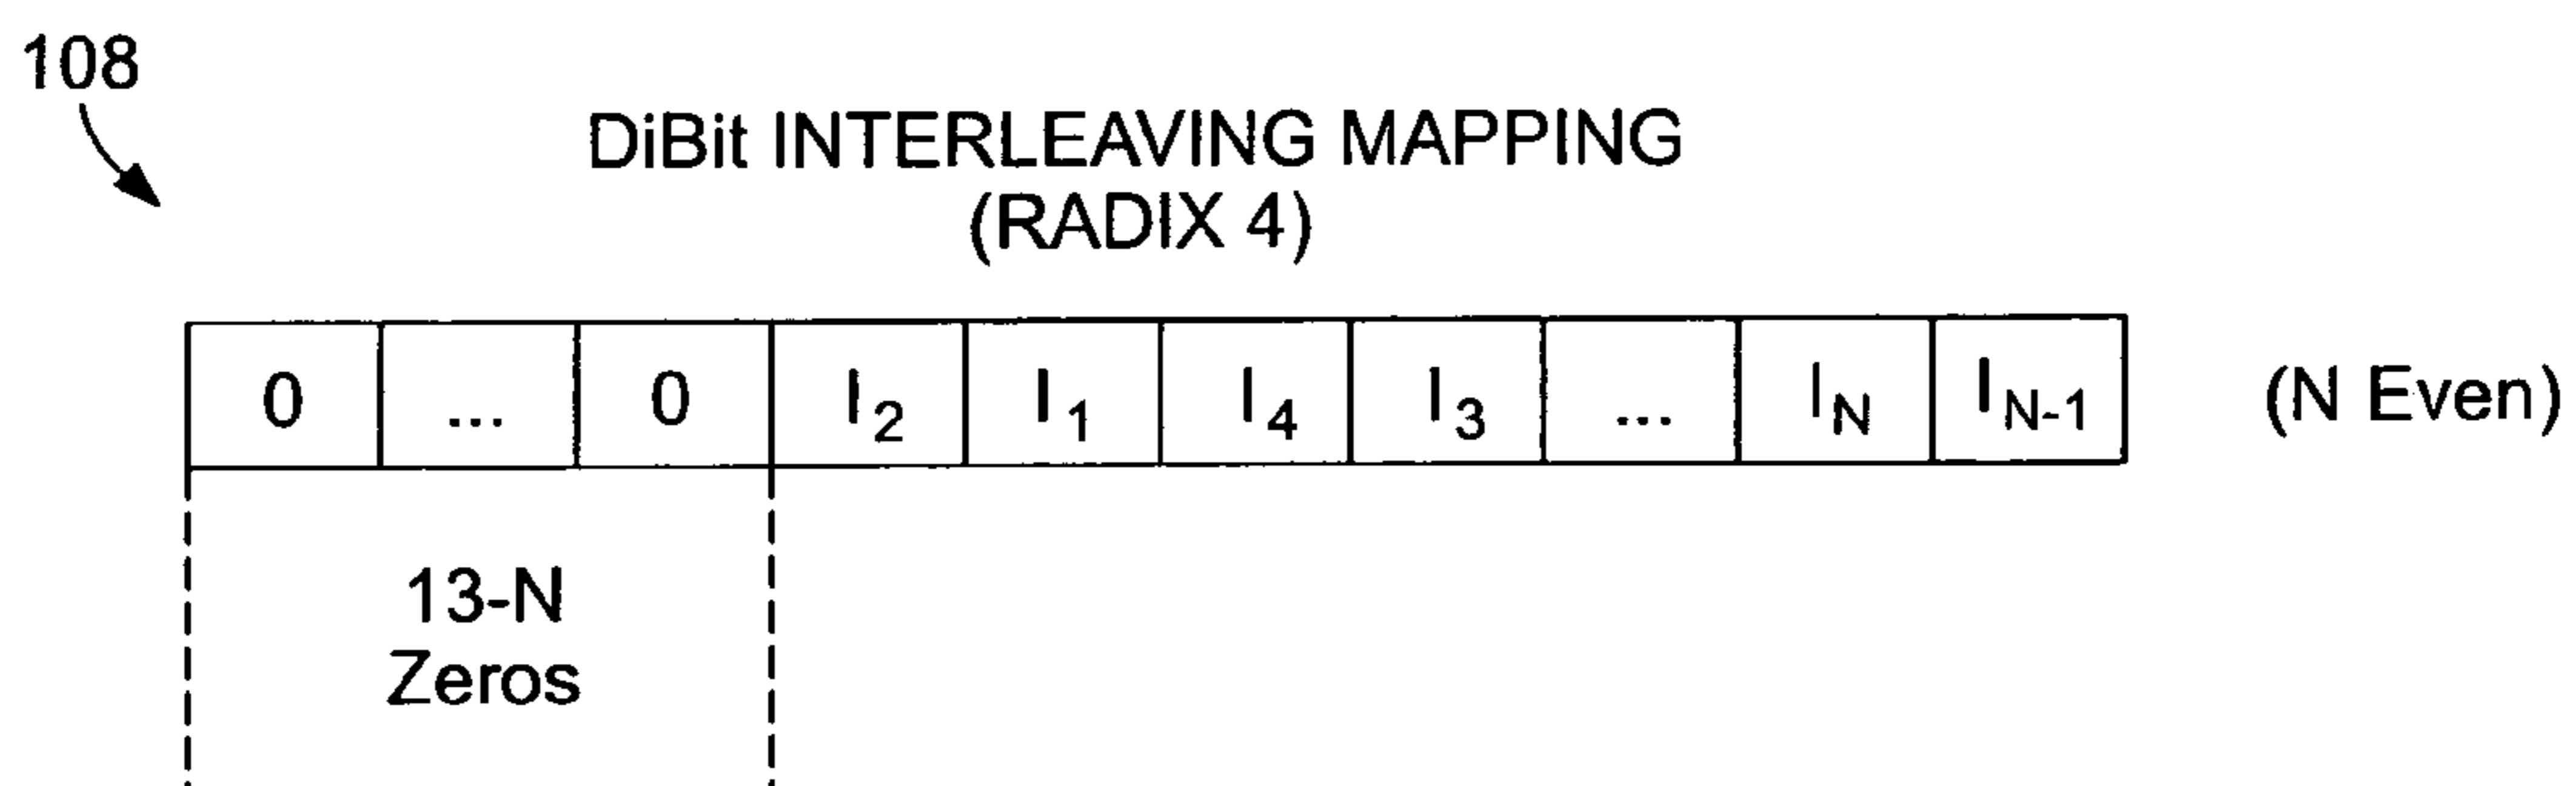 108
DiBit INTERLEAVING MAPPING
(RADIX 4)
0 ... 0 I2 I1 I4 I3 ... IN IN-1 (N Even)
13-N
Zeros